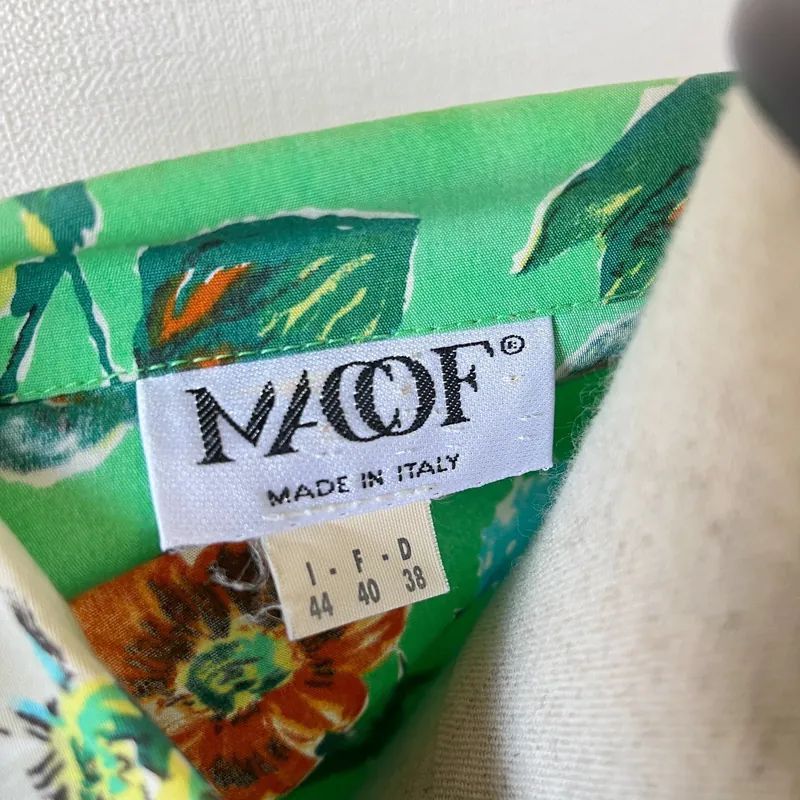 MACOF®
MADE IN ITALY
I - F - D
44 40 38